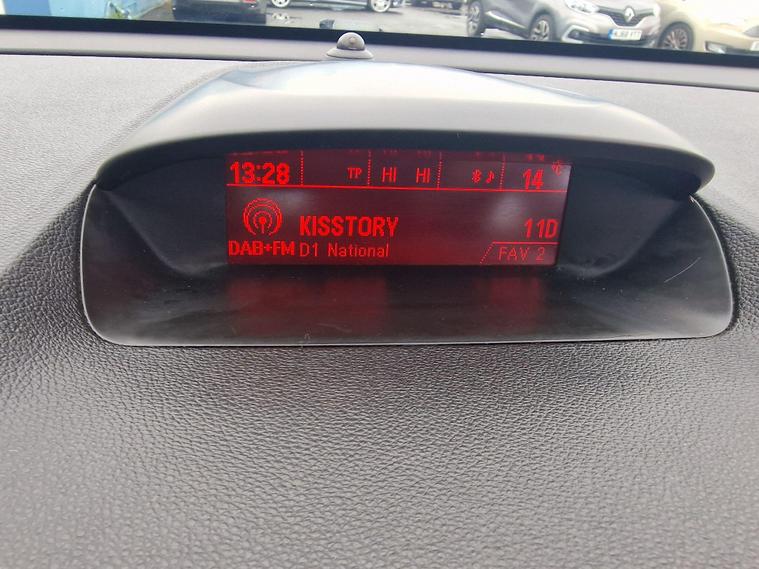 13:28 TP HI HI 14 °C
KISSTORY 11D
DAB+FM D1 National FAV 2